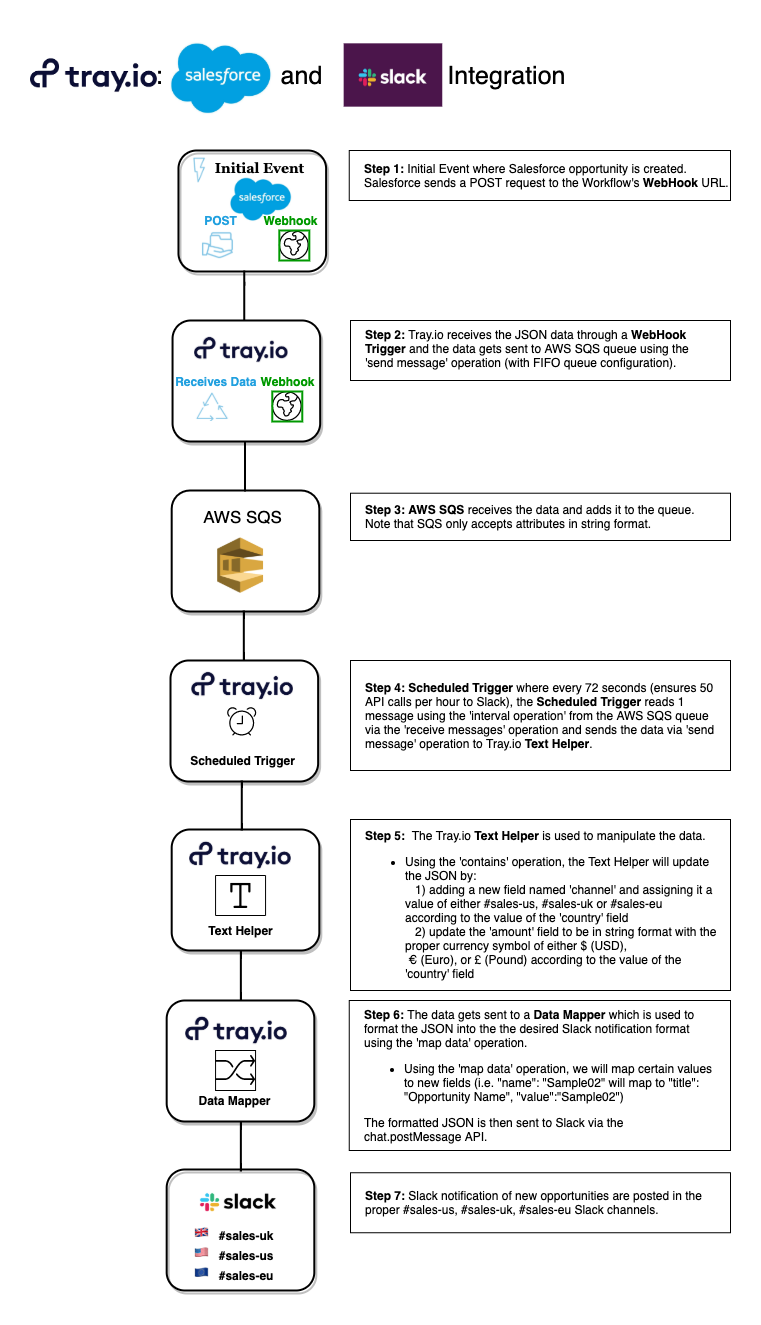 tray.io: salesforce and slack Integration
Initial Event
salesforce
POST Webhook
Step 1: Initial Event where Salesforce opportunity is created.
Salesforce sends a POST request to the Workflow's WebHook URL.
tray.io
Receives Data Webhook
Step 2: Tray.io receives the JSON data through a WebHook
Trigger and the data gets sent to AWS SQS queue using the
'send message' operation (with FIFO queue configuration).
AWS SQS
Step 3: AWS SQS receives the data and adds it to the queue.
Note that SQS only accepts attributes in string format.
tray.io
Scheduled Trigger
Step 4: Scheduled Trigger where every 72 seconds (ensures 50
API calls per hour to Slack), the Scheduled Trigger reads 1
message using the 'interval operation' from the AWS SQS queue
via the 'receive messages' operation and sends the data via 'send
message' operation to Tray.io Text Helper.
tray.io
T
Text Helper
Step 5: The Tray.io Text Helper is used to manipulate the data.
• Using the 'contains' operation, the Text Helper will update
the JSON by:
1) adding a new field named 'channel' and assigning it a
value of either #sales-us, #sales-uk or #sales-eu
according to the value of the 'country' field
2) update the 'amount' field to be in string format with the
proper currency symbol of either $ (USD),
€ (Euro), or £ (Pound) according to the value of the
'country' field
tray.io
Data Mapper
Step 6: The data gets sent to a Data Mapper which is used to
format the JSON into the the desired Slack notification format
using the 'map data' operation.
• Using the 'map data' operation, we will map certain values
to new fields (i.e. "name": "Sample02" will map to "title":
"Opportunity Name", "value":"Sample02")
The formatted JSON is then sent to Slack via the
chat.postMessage API.
slack
#sales-uk
#sales-us
#sales-eu
Step 7: Slack notification of new opportunities are posted in the
proper #sales-us, #sales-uk, #sales-eu Slack channels.